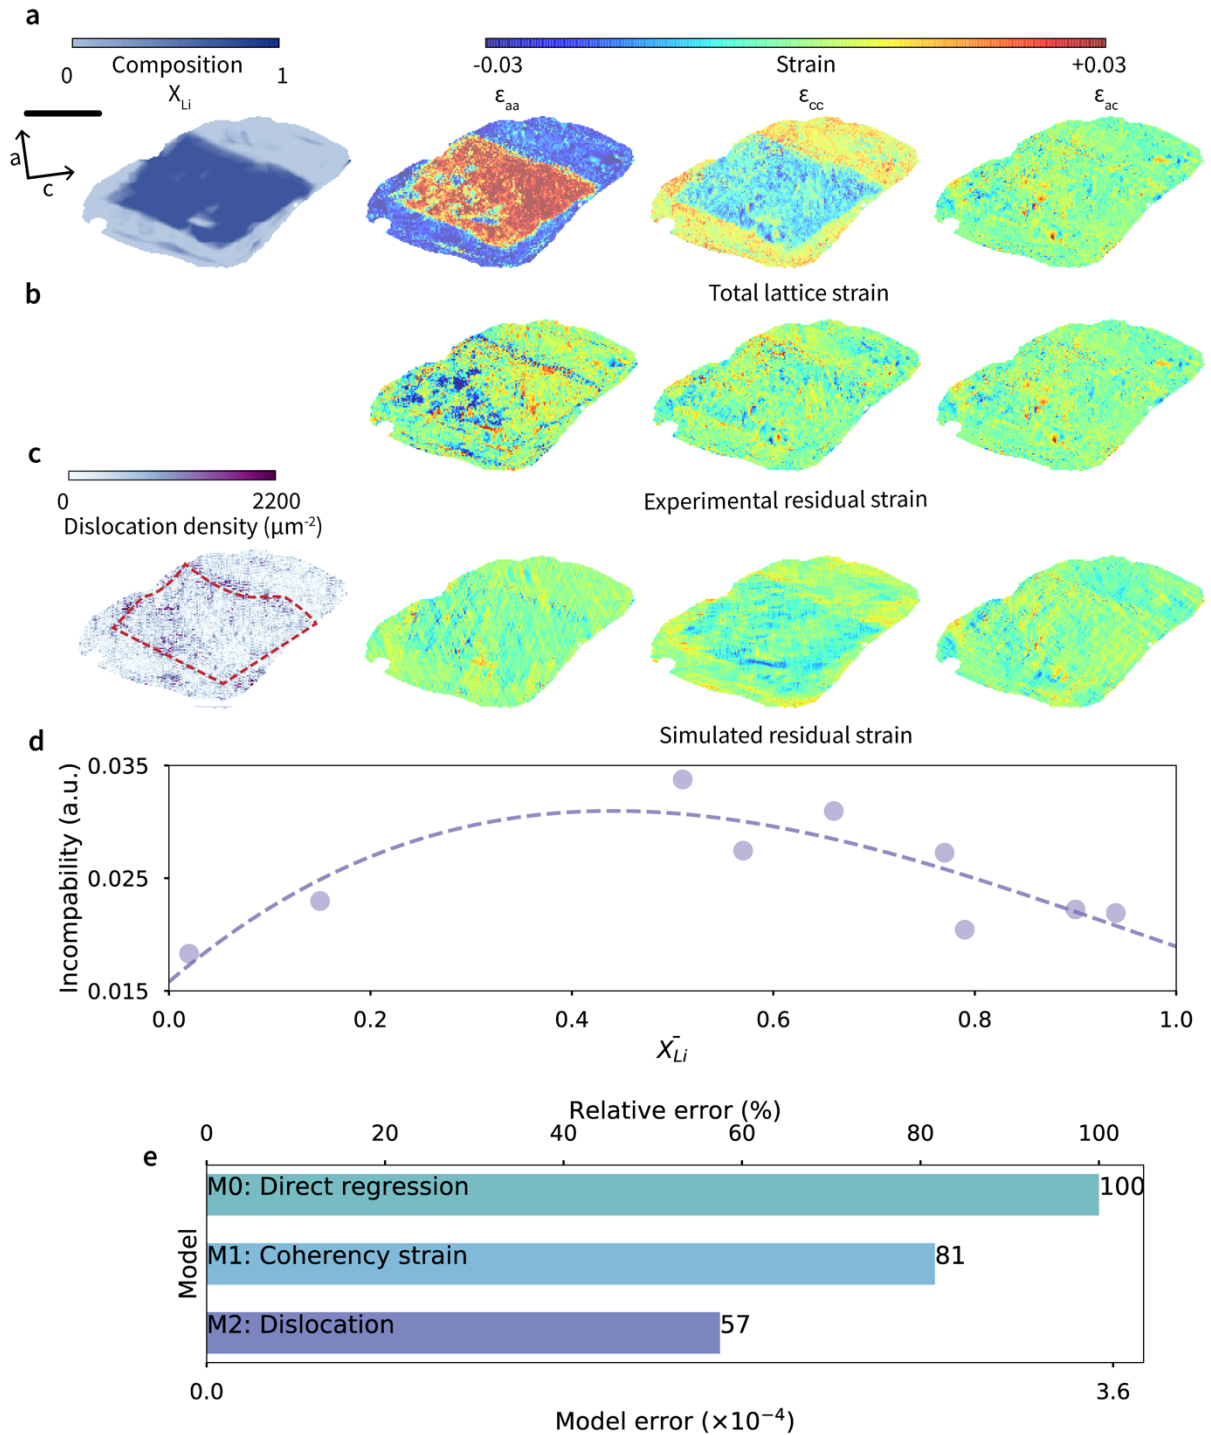 a
Composition
0
1
X_Li
Strain
-0.03
+0.03
ε_aa
ε_cc
ε_ac
a
c
Total lattice strain
b
Experimental residual strain
c
0
2200
Dislocation density (μm⁻²)
Simulated residual strain
d
Incompability (a.u.)
0.035
0.025
0.015
0.0 0.2 0.4 0.6 0.8 1.0
X̄_Li
Relative error (%)
0 20 40 60 80 100
e
Model
M0: Direct regression 100
M1: Coherency strain 81
M2: Dislocation 57
0.0 3.6
Model error (×10⁻⁴)